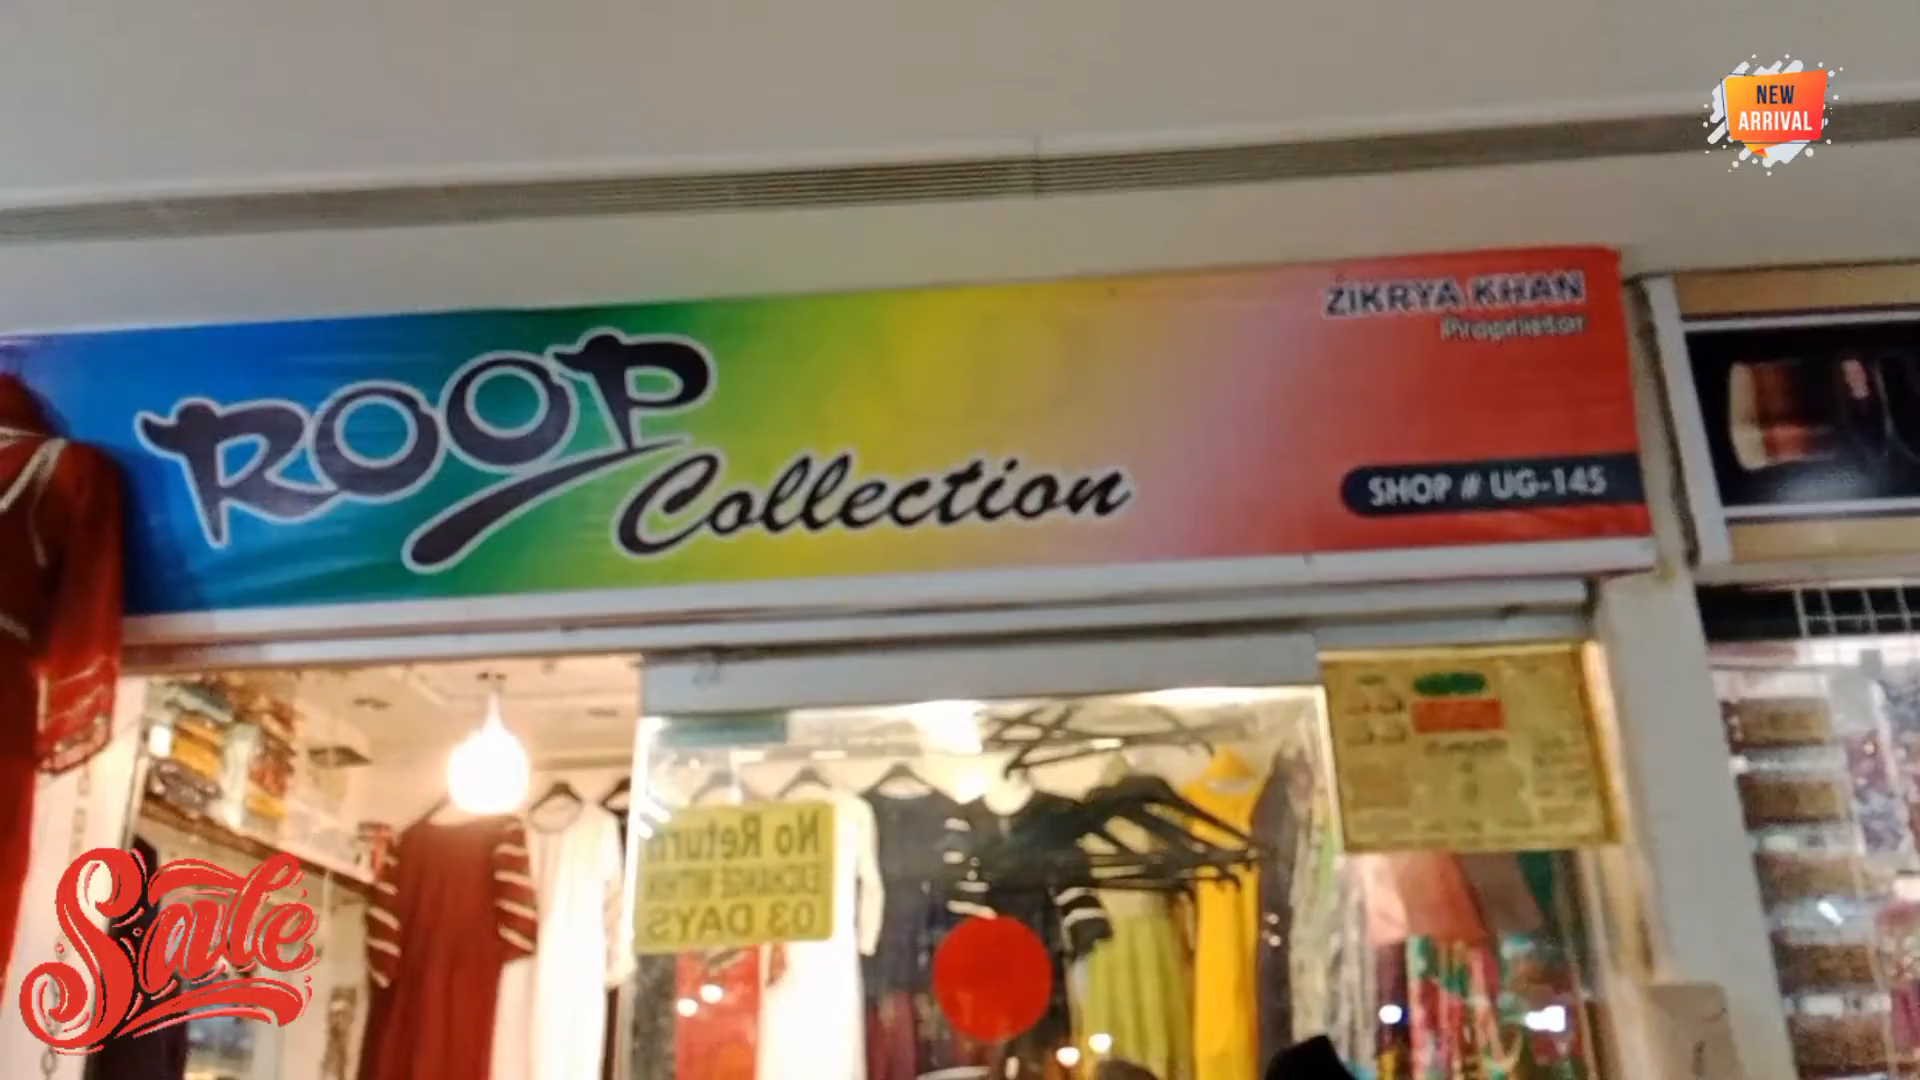 NEW
ARRIVAL
ZIKRYA KHAN
Proprietor
ROOP
Collection
SHOP # UG-145
No Return
EXCHANGE WITHIN
03 DAYS
Sale